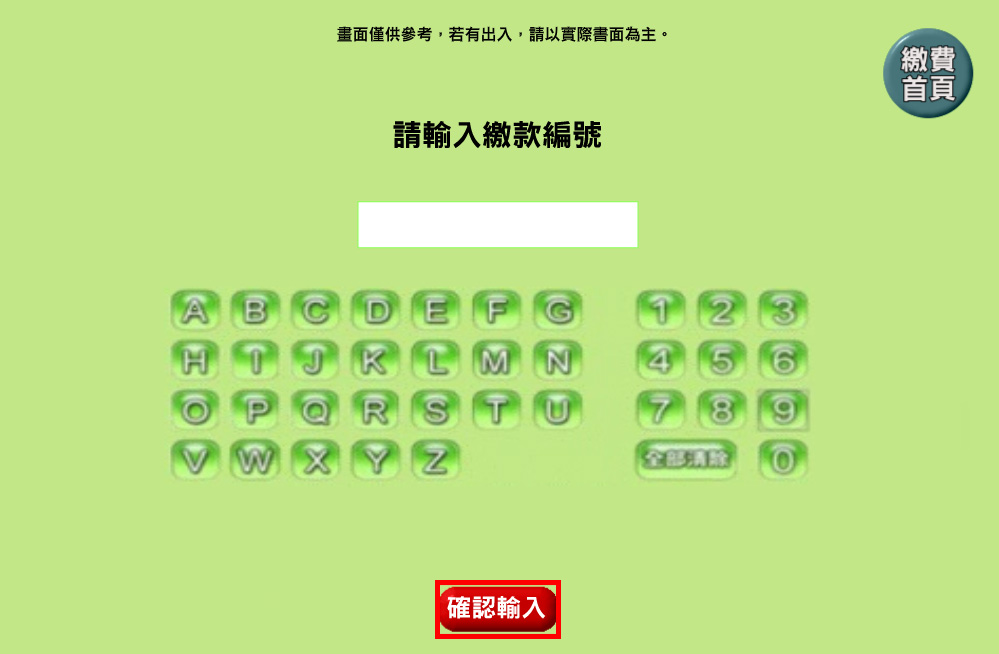 畫面僅供參考，若有出入，請以實際書面為主。
繳費
首頁
請輸入繳款編號
A B C D E F G 1 2 3
H I J K L M N 4 5 6
O P Q R S T U 7 8 9
V W X Y Z 全部清除 0
確認輸入